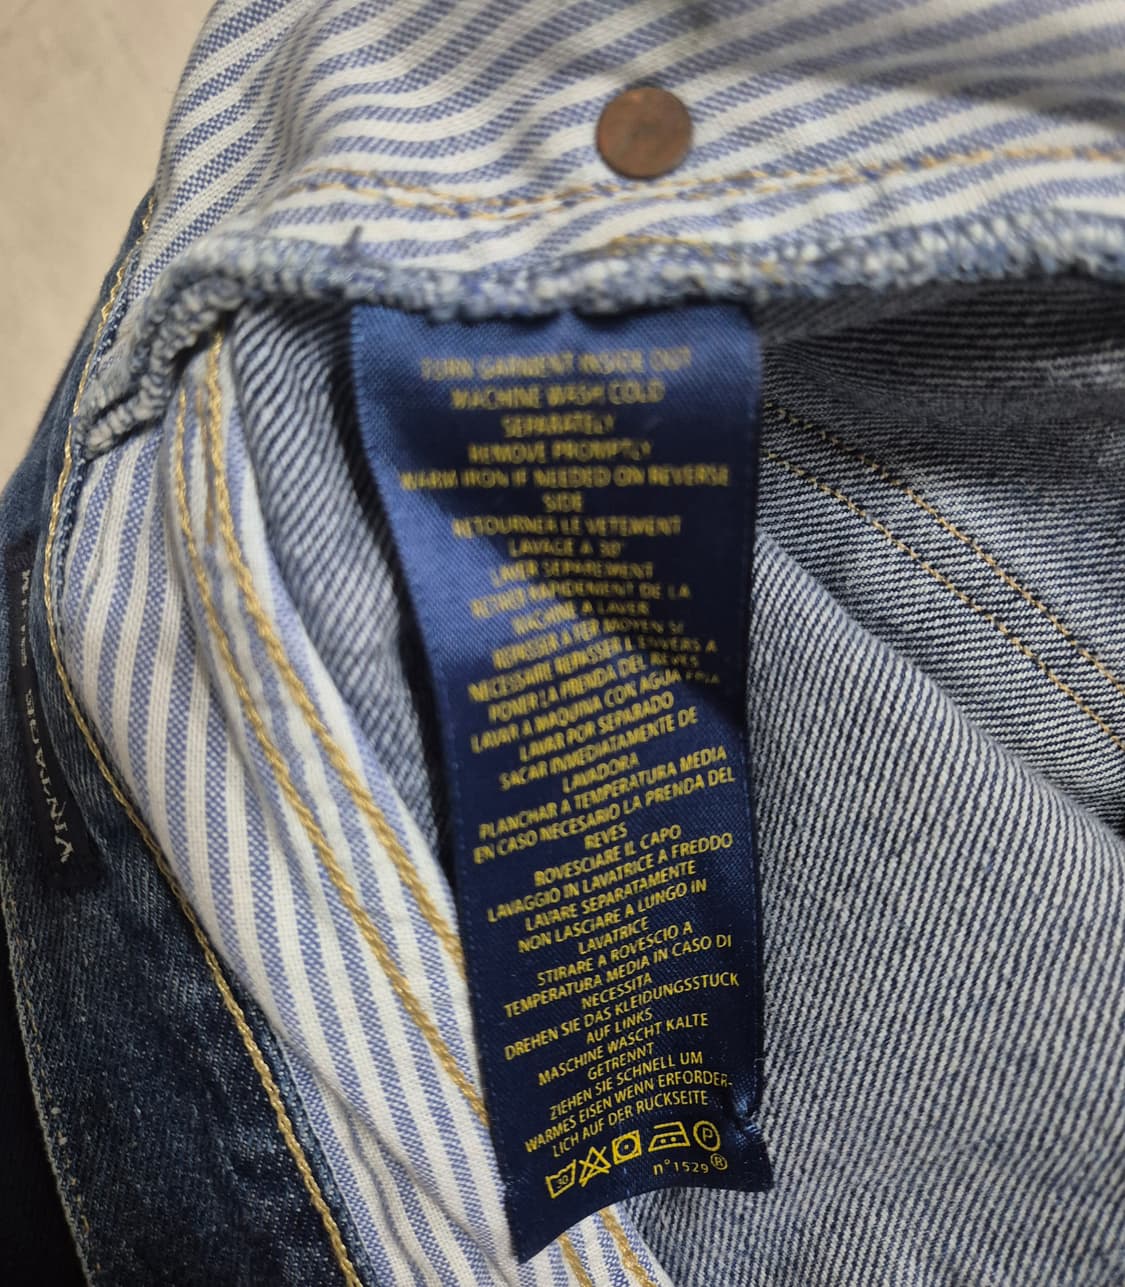 TURN GARMENT INSIDE OUT
MACHINE WASH COLD
SEPARATELY
REMOVE PROMPTLY
WARM IRON IF NEEDED ON REVERSE
SIDE
RETOURNER LE VETEMENT
LAVAGE A 30°
LAVER SEPAREMENT
RETIRER RAPIDEMENT DE LA
MACHINE A LAVER
REPASSER A FER MOYEN SI
NECESSAIRE REPASSER L ENVERS A
PONER LA PRENDA DEL REVES
LAVAR A MAQUINA CON AGUA FRIA
LAVAR POR SEPARADO
SACAR INMEDIATAMENTE DE
LAVADORA
PLANCHAR A TEMPERATURA MEDIA
EN CASO NECESARIO LA PRENDA DEL
REVES
ROVESCIARE IL CAPO
LAVAGGIO IN LAVATRICE A FREDDO
LAVARE SEPARATAMENTE
NON LASCIARE A LUNGO IN
LAVATRICE
STIRARE A ROVESCIO A
TEMPERATURA MEDIA IN CASO DI
NECESSITA
DREHEN SIE DAS KLEIDUNGSSTUCK
AUF LINKS
MASCHINE WASCHT KALTE
GETRENNT
ZIEHEN SIE SCHNELL UM
WARMES EISEN WENN ERFORDER-
LICH AUF DER RUCKSEITE
30 P
n°1529®
VINTAGE